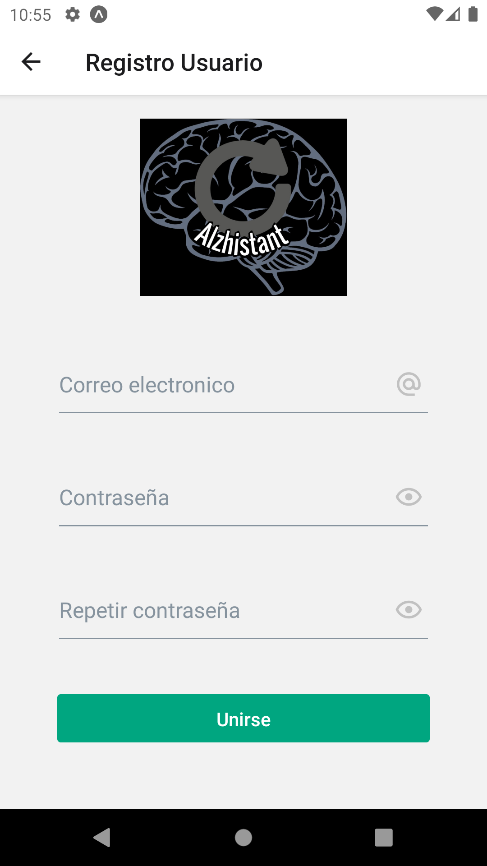 10:55
Registro Usuario
Alzhistant
Correo electronico
Contraseña
Repetir contraseña
Unirse